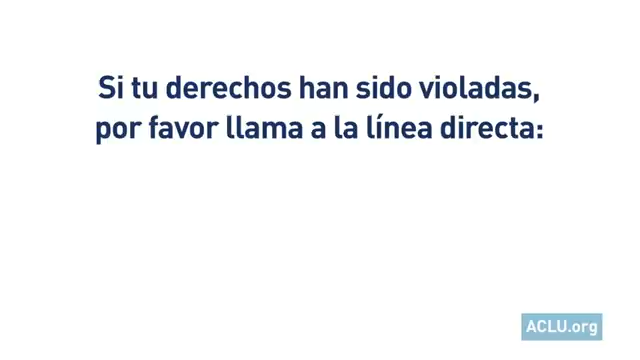 Si tu derechos han sido violadas,
por favor llama a la línea directa:
ACLU.org